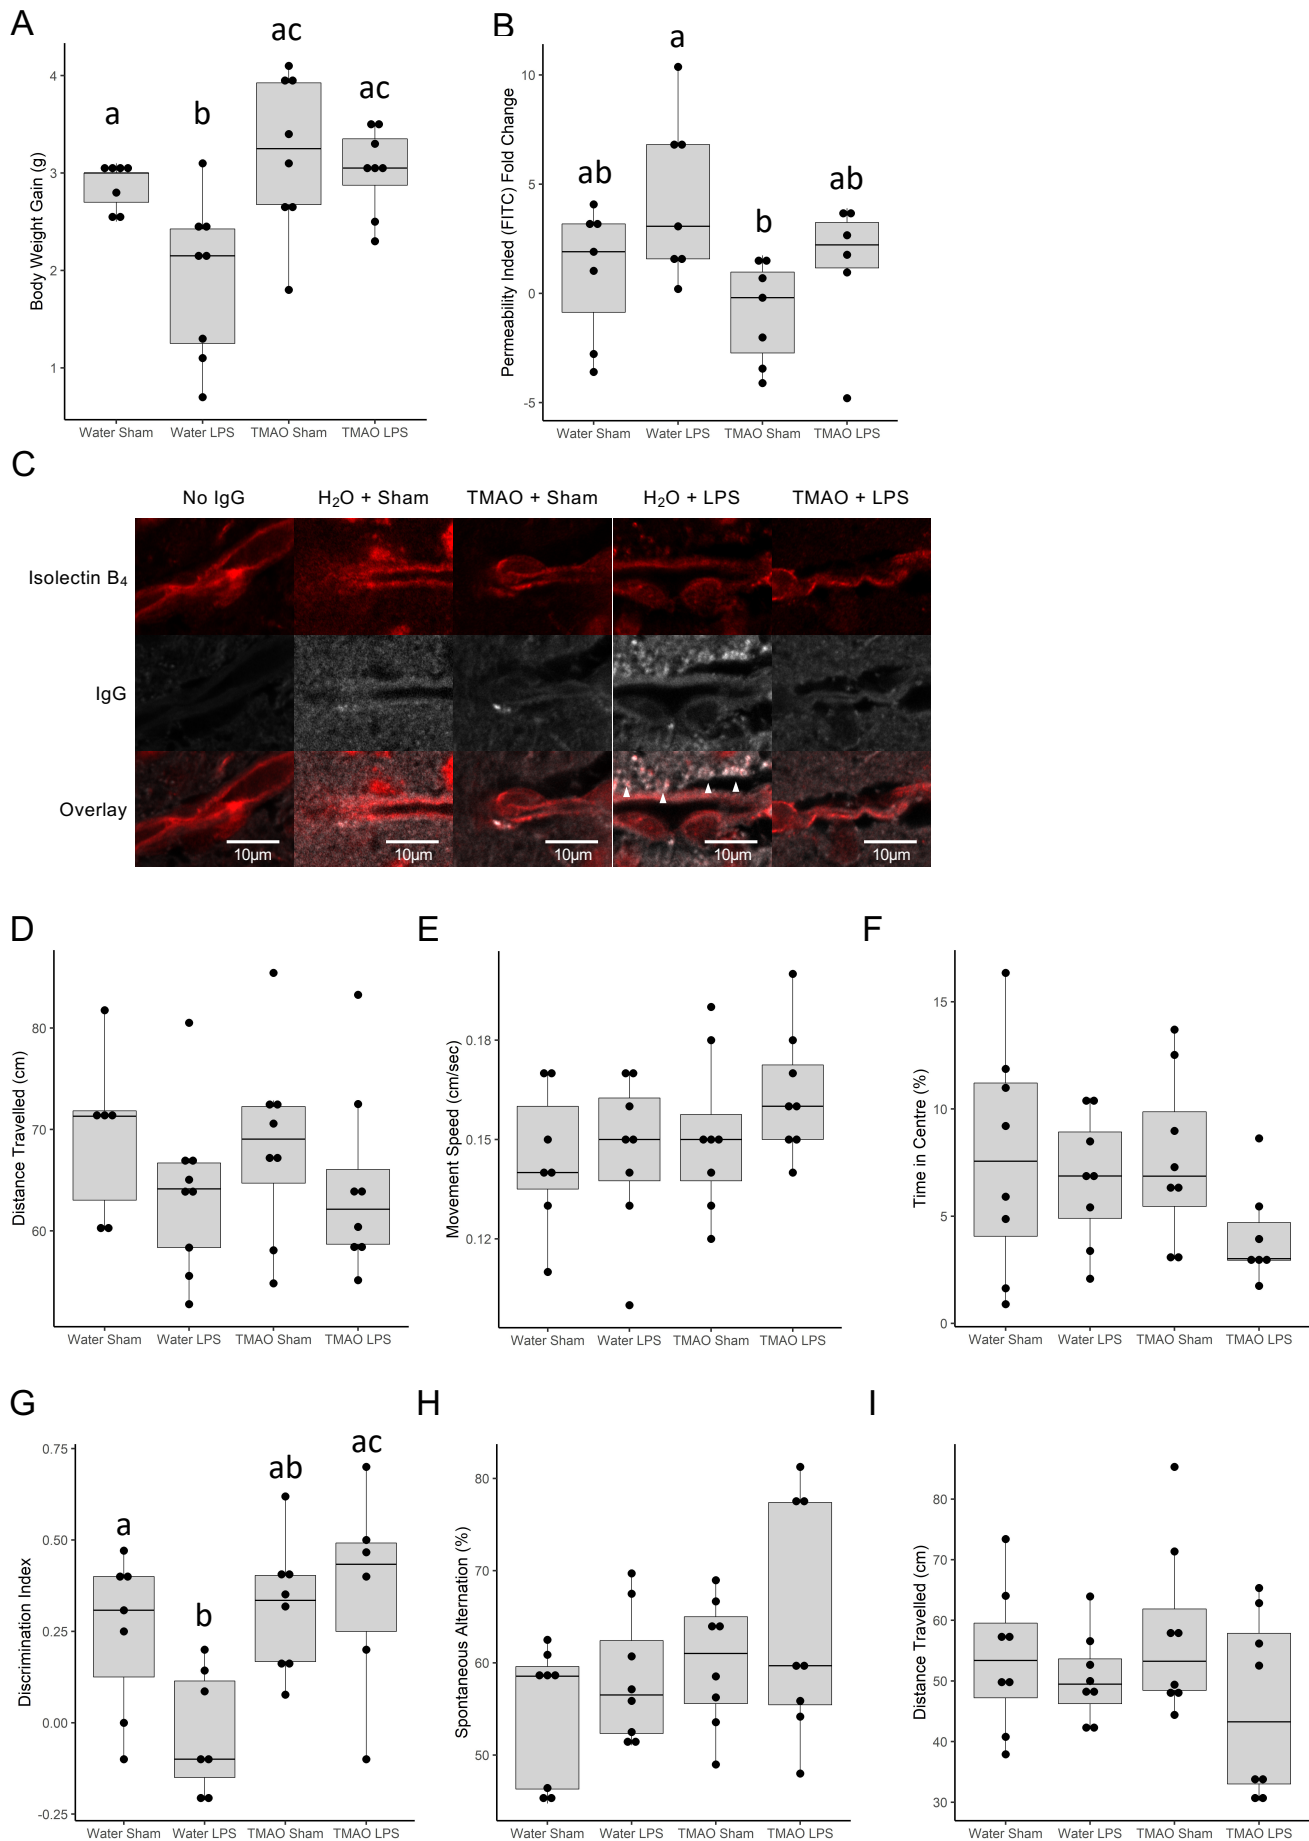 A
Body Weight Gain (g)
4
3
2
1
a
b
ac
ac
Water Sham
Water LPS
TMAO Sham
TMAO LPS
B
Permeability Inded (FITC) Fold Change
10
5
0
-5
ab
a
b
ab
Water Sham
Water LPS
TMAO Sham
TMAO LPS
C
No IgG
H₂O + Sham
TMAO + Sham
H₂O + LPS
TMAO + LPS
Isolectin B₄
IgG
Overlay
10µm
10µm
10µm
10µm
10µm
D
Distance Travelled (cm)
80
70
60
Water Sham
Water LPS
TMAO Sham
TMAO LPS
E
Movement Speed (cm/sec)
0.18
0.15
0.12
Water Sham
Water LPS
TMAO Sham
TMAO LPS
F
Time in Centre (%)
15
10
5
0
Water Sham
Water LPS
TMAO Sham
TMAO LPS
G
Discrimination Index
0.75
0.50
0.25
0.00
-0.25
a
b
ab
ac
Water Sham
Water LPS
TMAO Sham
TMAO LPS
H
Spontaneous Alternation (%)
80
70
60
50
Water Sham
Water LPS
TMAO Sham
TMAO LPS
I
Distance Travelled (cm)
80
70
60
50
40
30
Water Sham
Water LPS
TMAO Sham
TMAO LPS